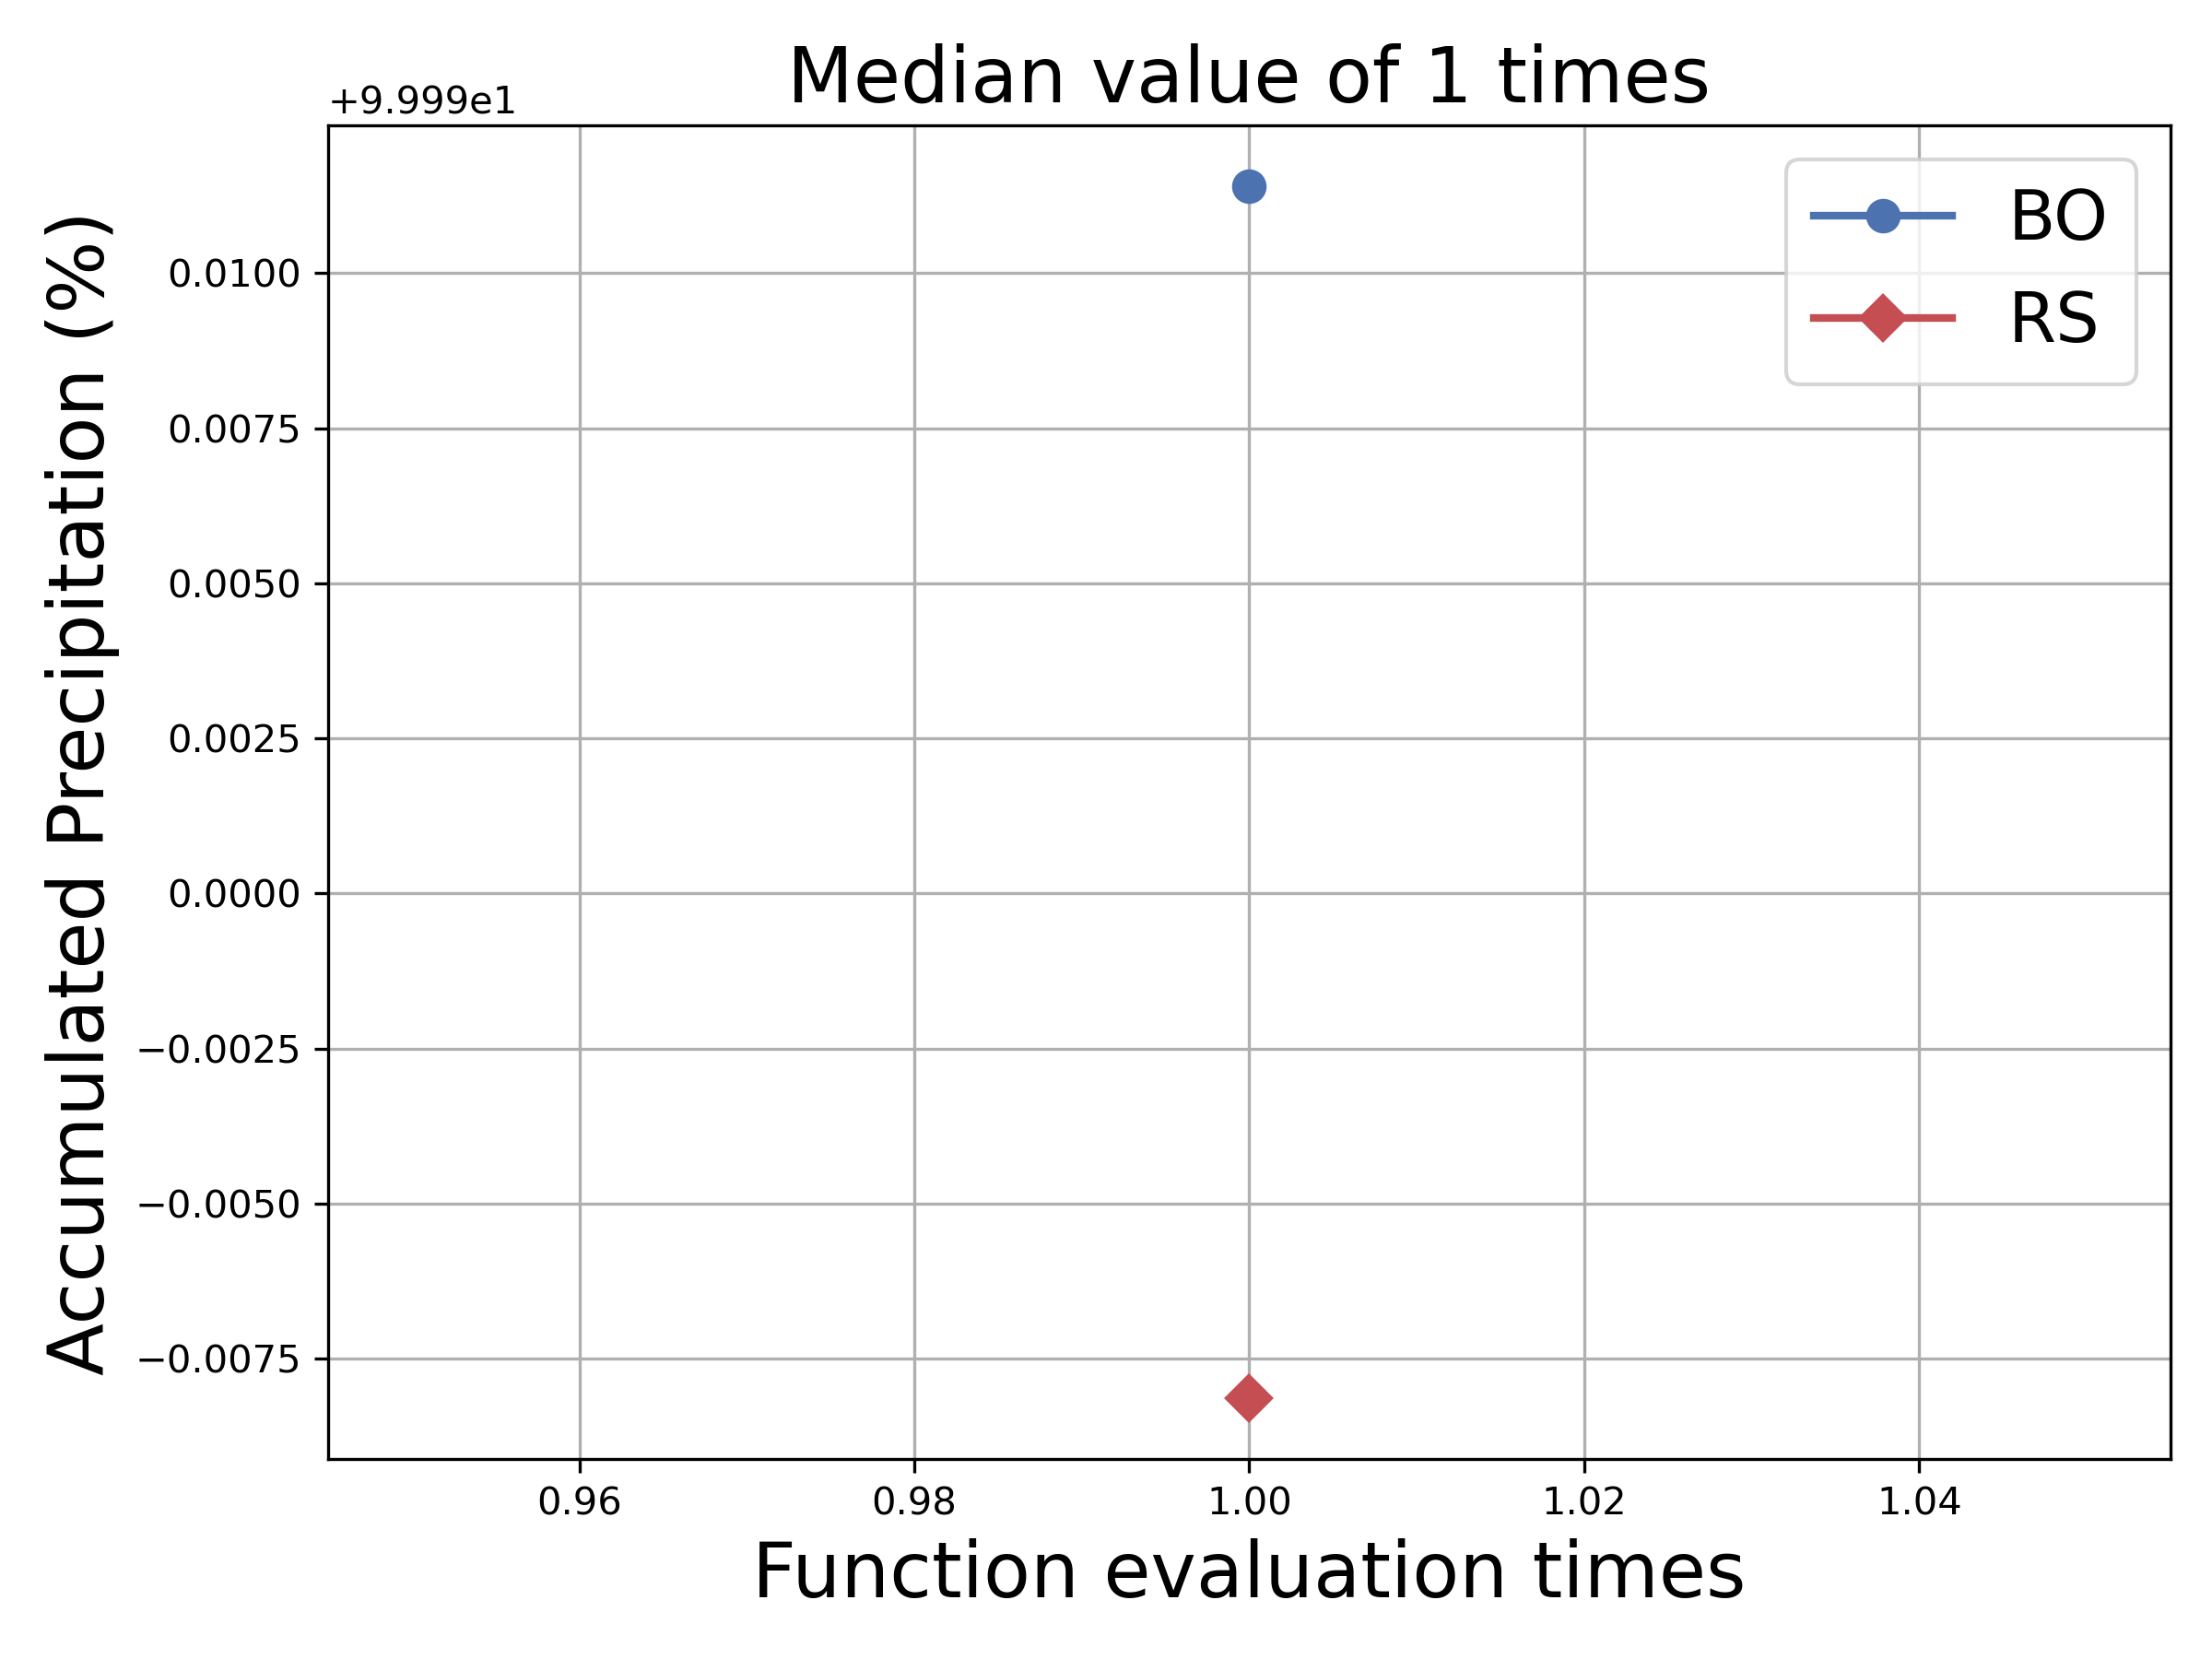 Median value of 1 times
+9.999e1
BO
RS
0.0100
0.0075
0.0050
0.0025
0.0000
−0.0025
−0.0050
−0.0075
Accumulated Precipitation (%)
0.96 0.98 1.00 1.02 1.04
Function evaluation times